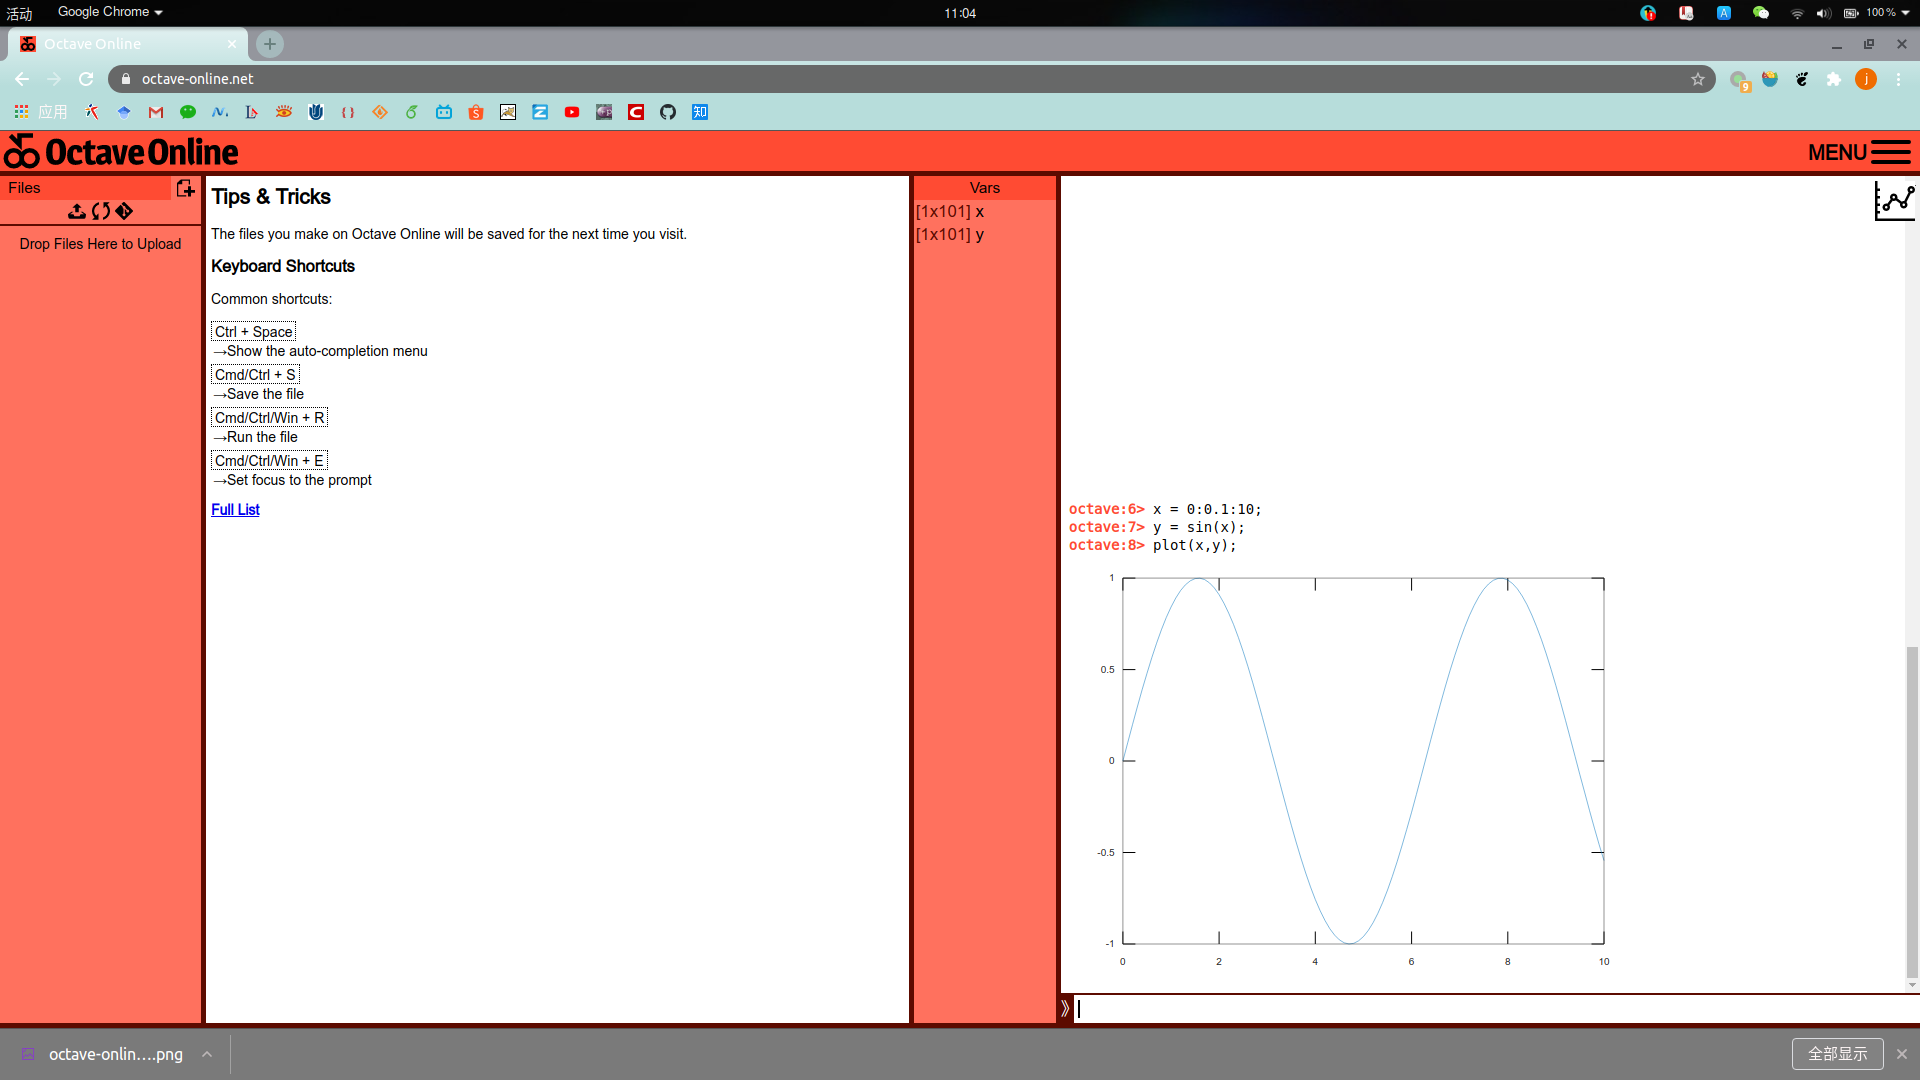 活动 Google Chrome 11:04 100 %
Octave Online
octave-online.net 9 j
应用 知
Octave Online MENU
Files
Drop Files Here to Upload
Tips & Tricks
The files you make on Octave Online will be saved for the next time you visit.
Keyboard Shortcuts
Common shortcuts:
Ctrl + Space
→Show the auto-completion menu
Cmd/Ctrl + S
→Save the file
Cmd/Ctrl/Win + R
→Run the file
Cmd/Ctrl/Win + E
→Set focus to the prompt
Full List
Vars
[1x101] x
[1x101] y
octave:6> x = 0:0.1:10;
octave:7> y = sin(x);
octave:8> plot(x,y);
1
0.5
0
-0.5
-1
0 2 4 6 8 10
》
octave-onlin….png 全部显示